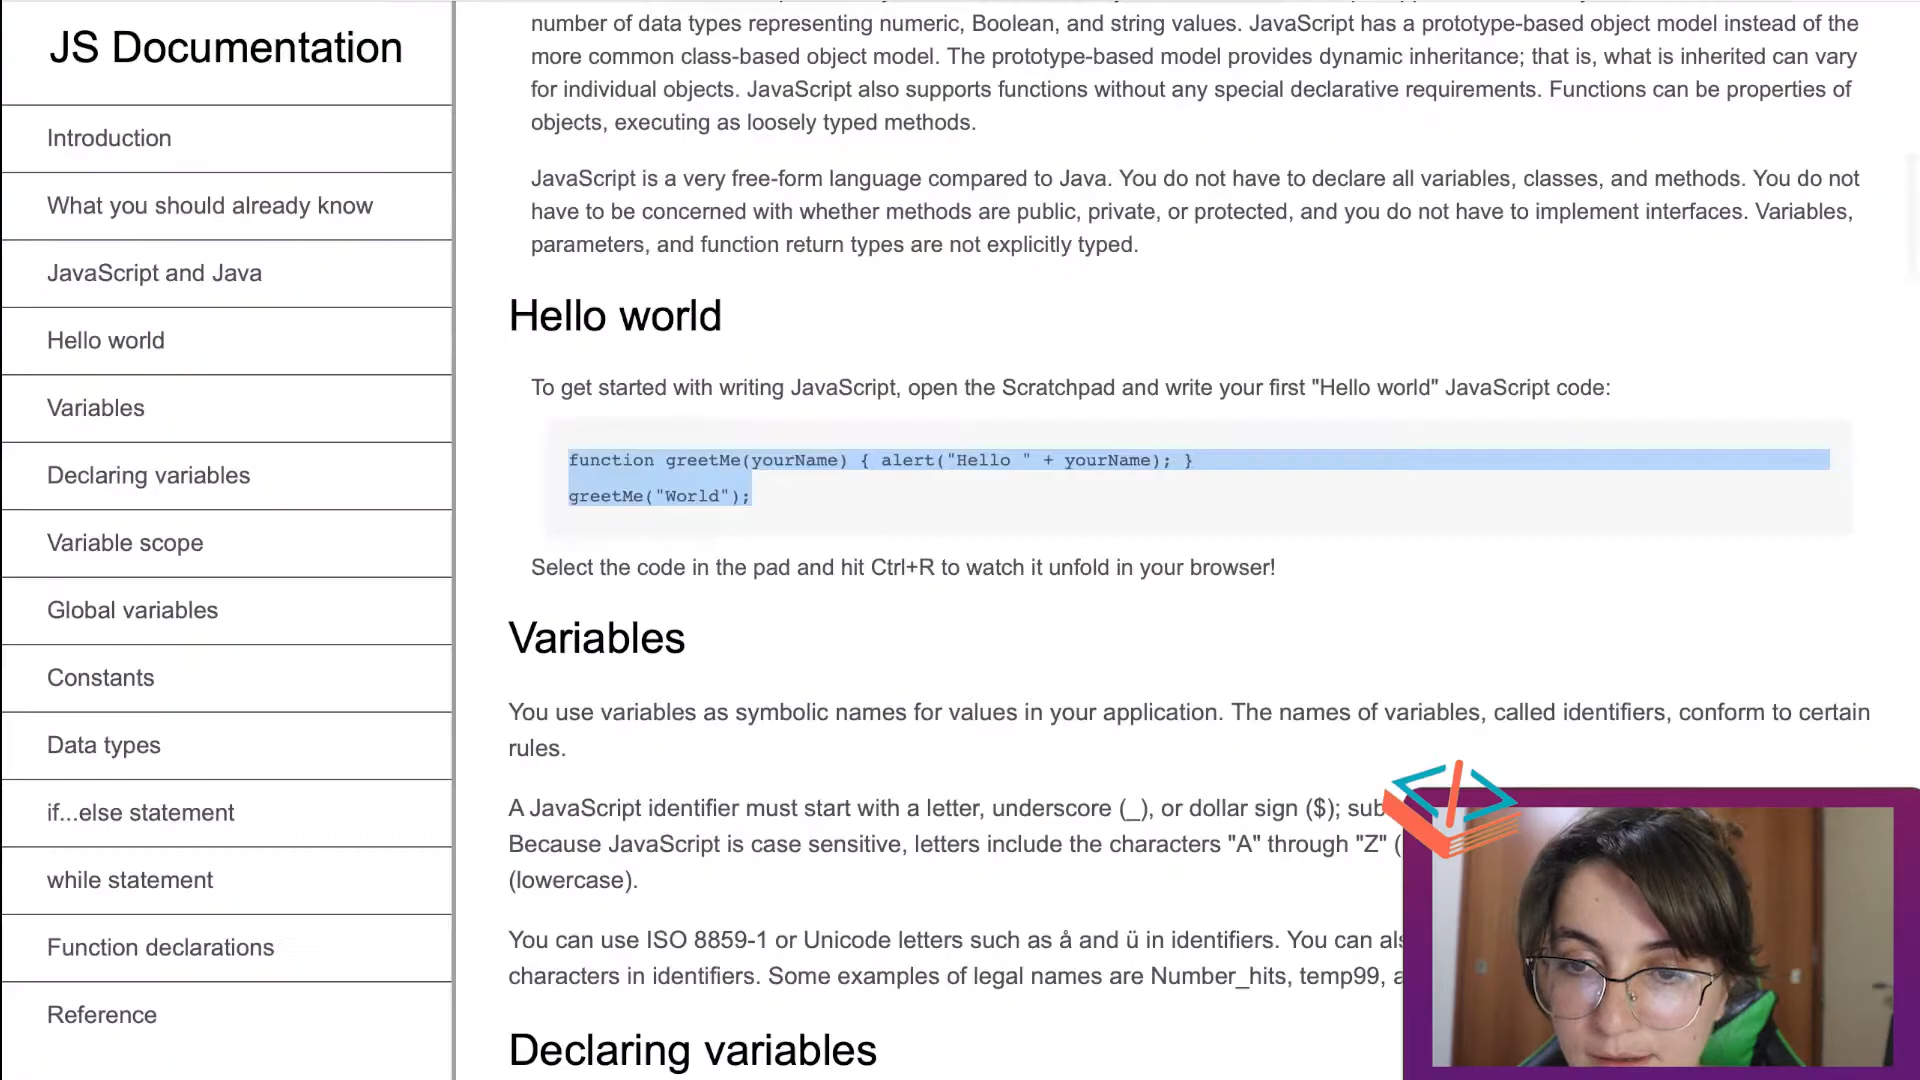 JS Documentation
Introduction
What you should already know
JavaScript and Java
Hello world
Variables
Declaring variables
Variable scope
Global variables
Constants
Data types
if...else statement
while statement
Function declarations
Reference
number of data types representing numeric, Boolean, and string values. JavaScript has a prototype-based object model instead of the
more common class-based object model. The prototype-based model provides dynamic inheritance; that is, what is inherited can vary
for individual objects. JavaScript also supports functions without any special declarative requirements. Functions can be properties of
objects, executing as loosely typed methods.
JavaScript is a very free-form language compared to Java. You do not have to declare all variables, classes, and methods. You do not
have to be concerned with whether methods are public, private, or protected, and you do not have to implement interfaces. Variables,
parameters, and function return types are not explicitly typed.
Hello world
To get started with writing JavaScript, open the Scratchpad and write your first "Hello world" JavaScript code:
function greetMe(yourName) { alert("Hello " + yourName); }
greetMe("World");
Select the code in the pad and hit Ctrl+R to watch it unfold in your browser!
Variables
You use variables as symbolic names for values in your application. The names of variables, called identifiers, conform to certain
rules.
A JavaScript identifier must start with a letter, underscore (_), or dollar sign ($); sub
Because JavaScript is case sensitive, letters include the characters "A" through "Z" (
(lowercase).
You can use ISO 8859-1 or Unicode letters such as å and ü in identifiers. You can als
characters in identifiers. Some examples of legal names are Number_hits, temp99, a
Declaring variables